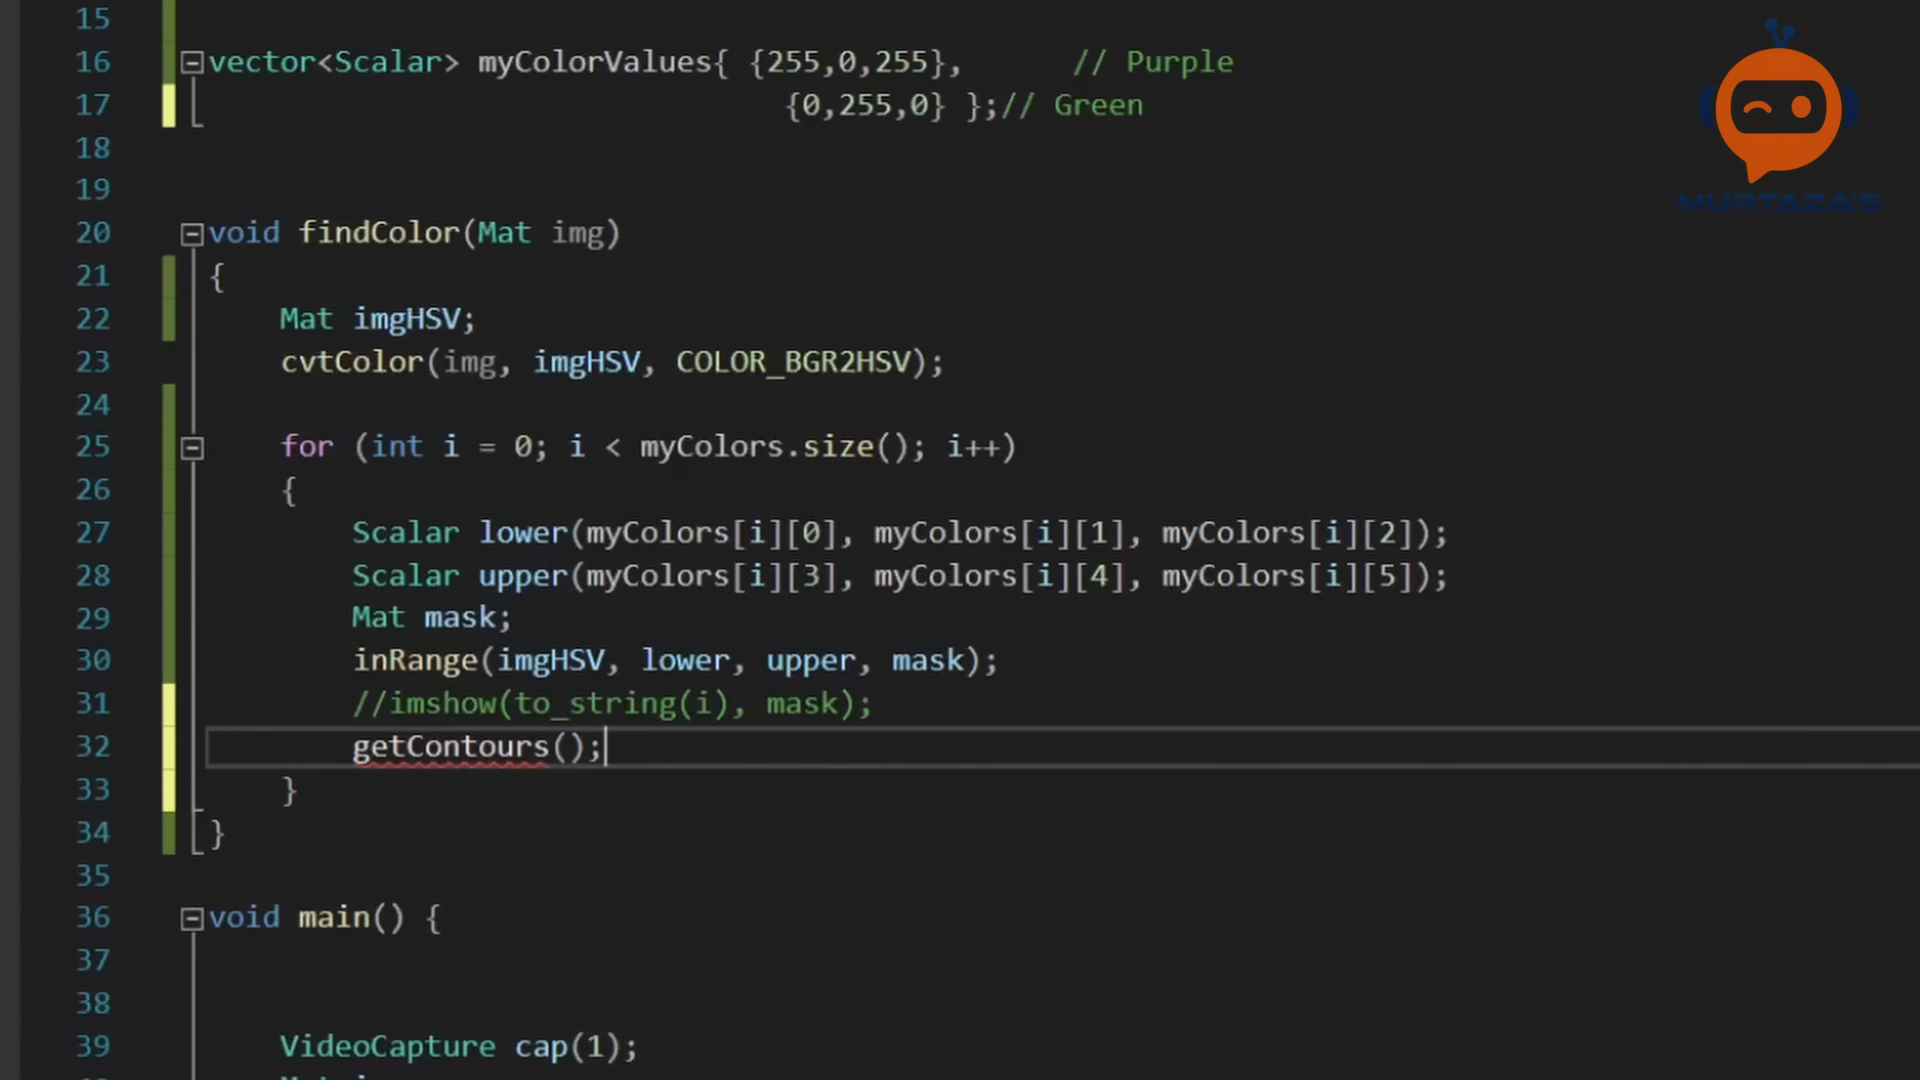 15
16 vector<Scalar> myColorValues{ {255,0,255}, // Purple
17 {0,255,0} };// Green
18
19
20 void findColor(Mat img)
21 {
22 Mat imgHSV;
23 cvtColor(img, imgHSV, COLOR_BGR2HSV);
24
25 for (int i = 0; i < myColors.size(); i++)
26 {
27 Scalar lower(myColors[i][0], myColors[i][1], myColors[i][2]);
28 Scalar upper(myColors[i][3], myColors[i][4], myColors[i][5]);
29 Mat mask;
30 inRange(imgHSV, lower, upper, mask);
31 //imshow(to_string(i), mask);
32 getContours();
33 }
34 }
35
36 void main() {
37
38
39 VideoCapture cap(1);
MURTAZA'S